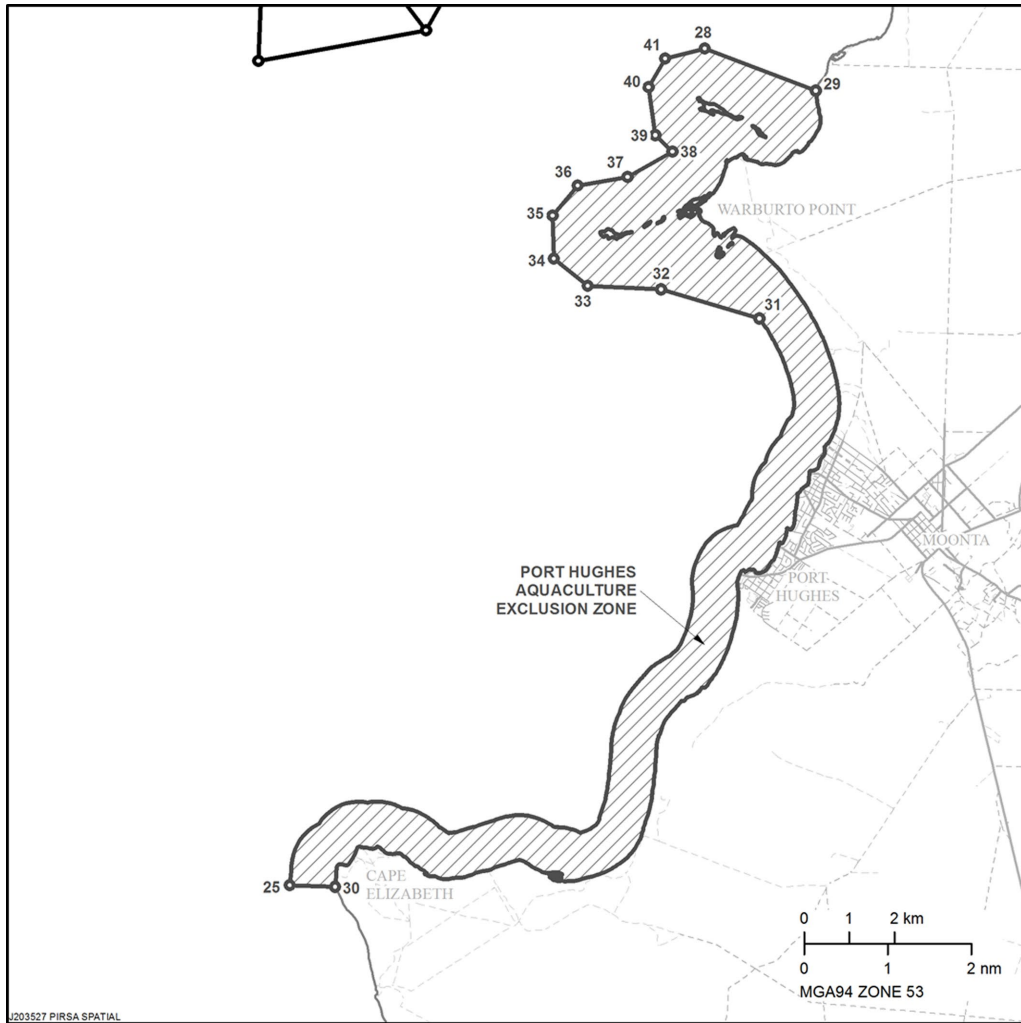 28
41
40
29
39
38
37
36
35
WARBURTO POINT
34
32
33
31
MOONTA
PORT HUGHES
AQUACULTURE
EXCLUSION ZONE
PORT
HUGHES
CAPE
ELIZABETH
25
30
0 1 2 km
0 1 2 nm
MGA94 ZONE 53
J203527 PIRSA SPATIAL